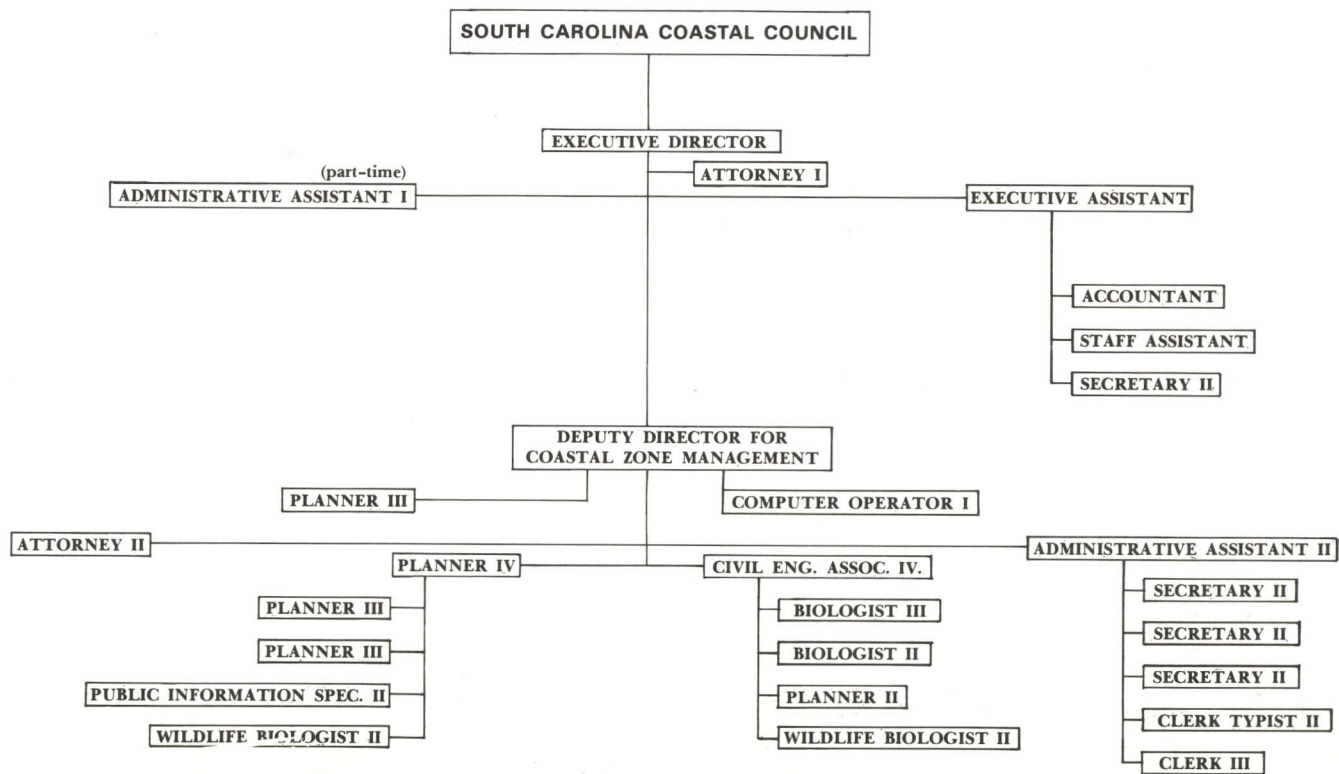 SOUTH CAROLINA COASTAL COUNCIL
EXECUTIVE DIRECTOR
ATTORNEY I
(part-time)
ADMINISTRATIVE ASSISTANT I
EXECUTIVE ASSISTANT
ACCOUNTANT
STAFF ASSISTANT
SECRETARY II
DEPUTY DIRECTOR FOR
COASTAL ZONE MANAGEMENT
PLANNER III
COMPUTER OPERATOR I
ATTORNEY II
ADMINISTRATIVE ASSISTANT II
PLANNER IV
CIVIL ENG. ASSOC. IV.
PLANNER III
PLANNER III
PUBLIC INFORMATION SPEC. II
WILDLIFE BIOLOGIST II
BIOLOGIST III
BIOLOGIST II
PLANNER II
WILDLIFE BIOLOGIST II
SECRETARY II
SECRETARY II
SECRETARY II
CLERK TYPIST II
CLERK III